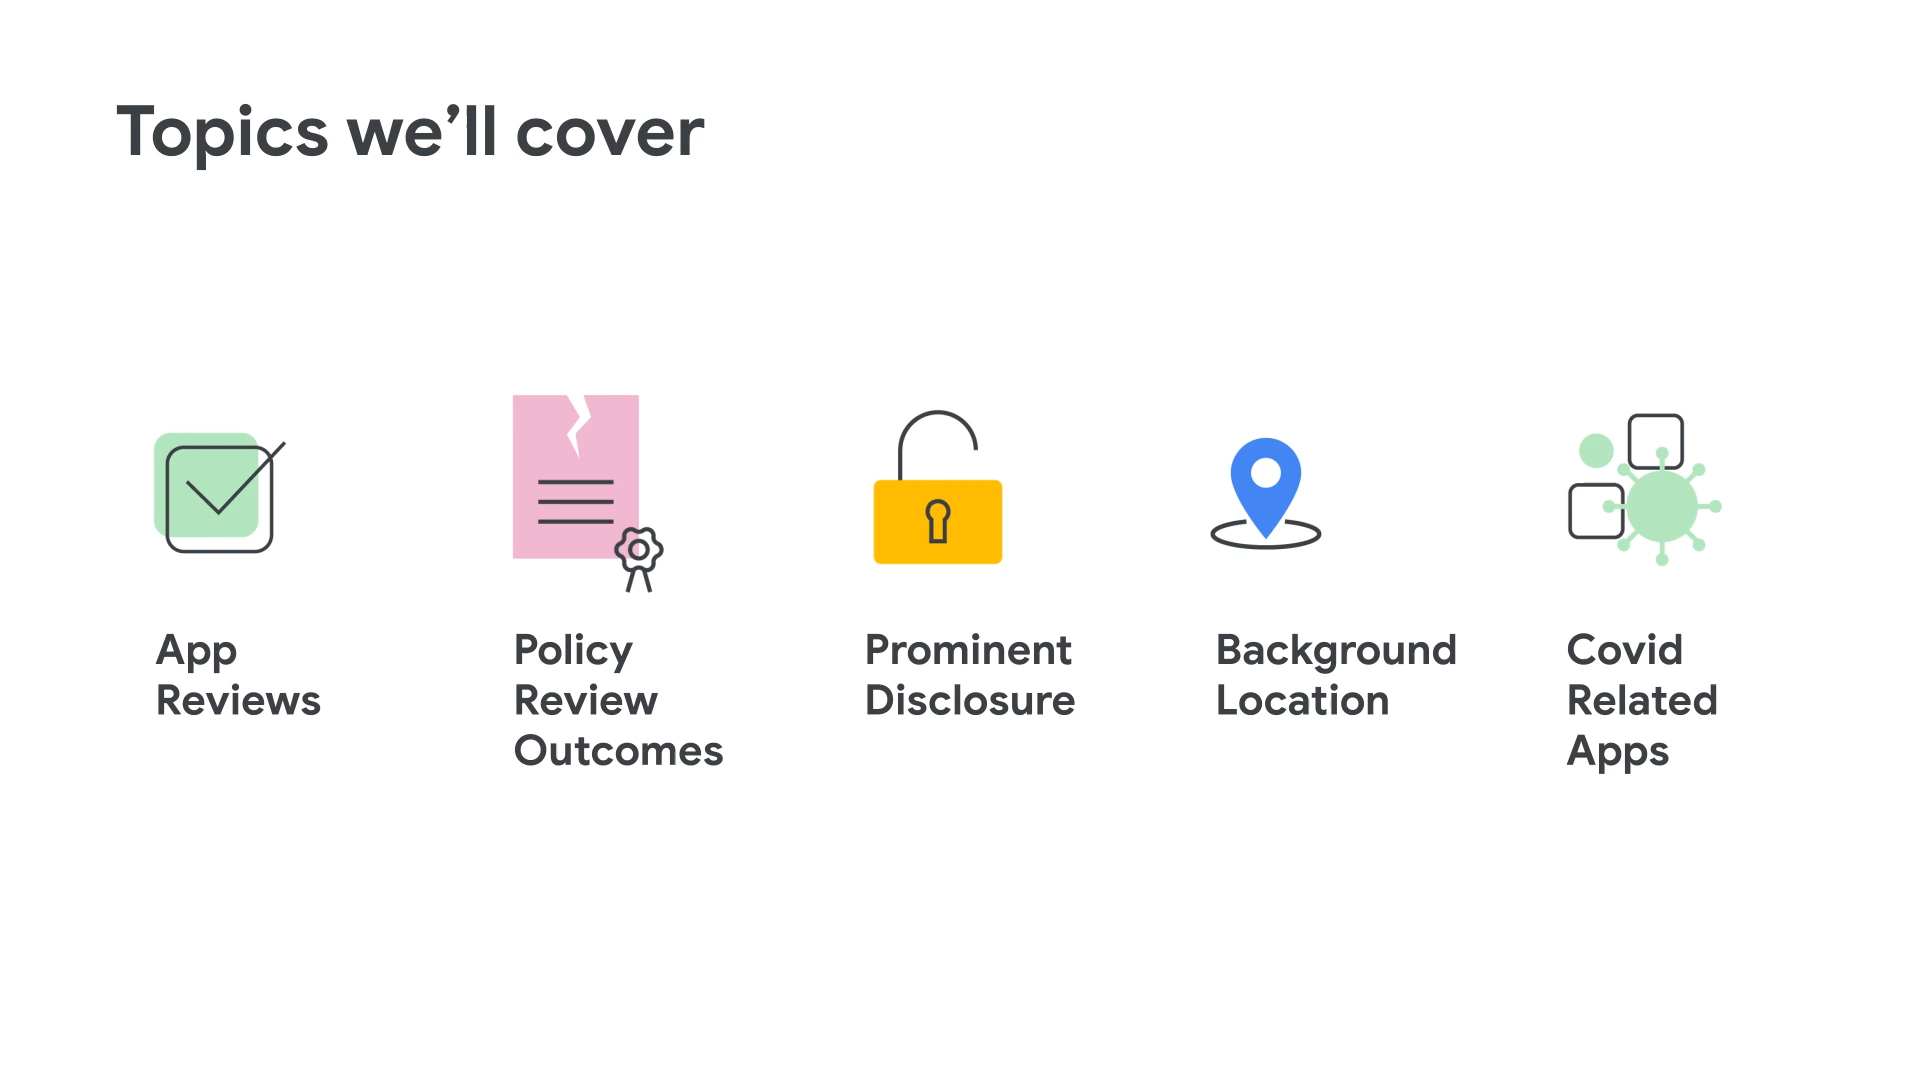 Topics we’ll cover
App
Reviews
Policy
Review
Outcomes
Prominent
Disclosure
Background
Location
Covid
Related
Apps